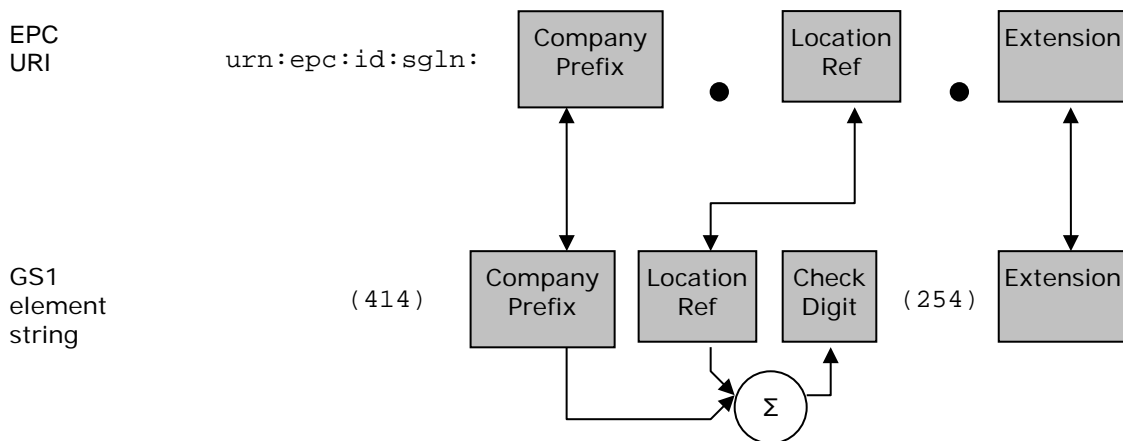 EPC
URI
urn:epc:id:sgln:
Company
Prefix
●
Location
Ref
●
Extension
GS1
element
string
(414)
Company
Prefix
Location
Ref
Check
Digit
(254)
Extension
Σ